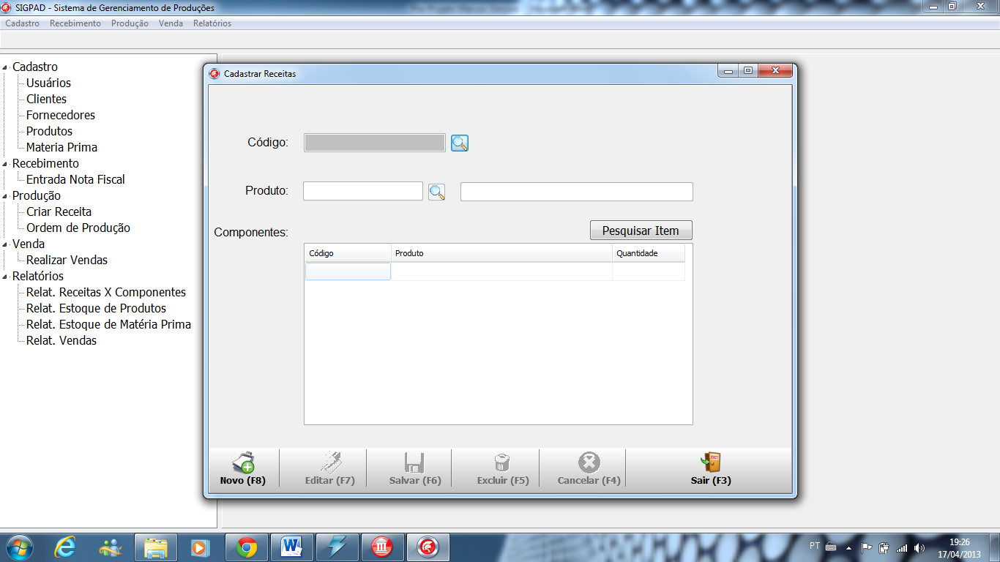 SIGPAD - Sistema de Gerenciamento de Produções
Cadastro Recebimento Produção Venda Relatórios
Cadastro
Usuários
Clientes
Fornecedores
Produtos
Materia Prima
Recebimento
Entrada Nota Fiscal
Produção
Criar Receita
Ordem de Produção
Venda
Realizar Vendas
Relatórios
Relat. Receitas X Componentes
Relat. Estoque de Produtos
Relat. Estoque de Matéria Prima
Relat. Vendas
Cadastrar Receitas
Código:
Produto:
Componentes:
Pesquisar Item
Código Produto Quantidade
Novo (F8) Editar (F7) Salvar (F6) Excluir (F5) Cancelar (F4) Sair (F3)
EXIT
PT
19:26
17/04/2013